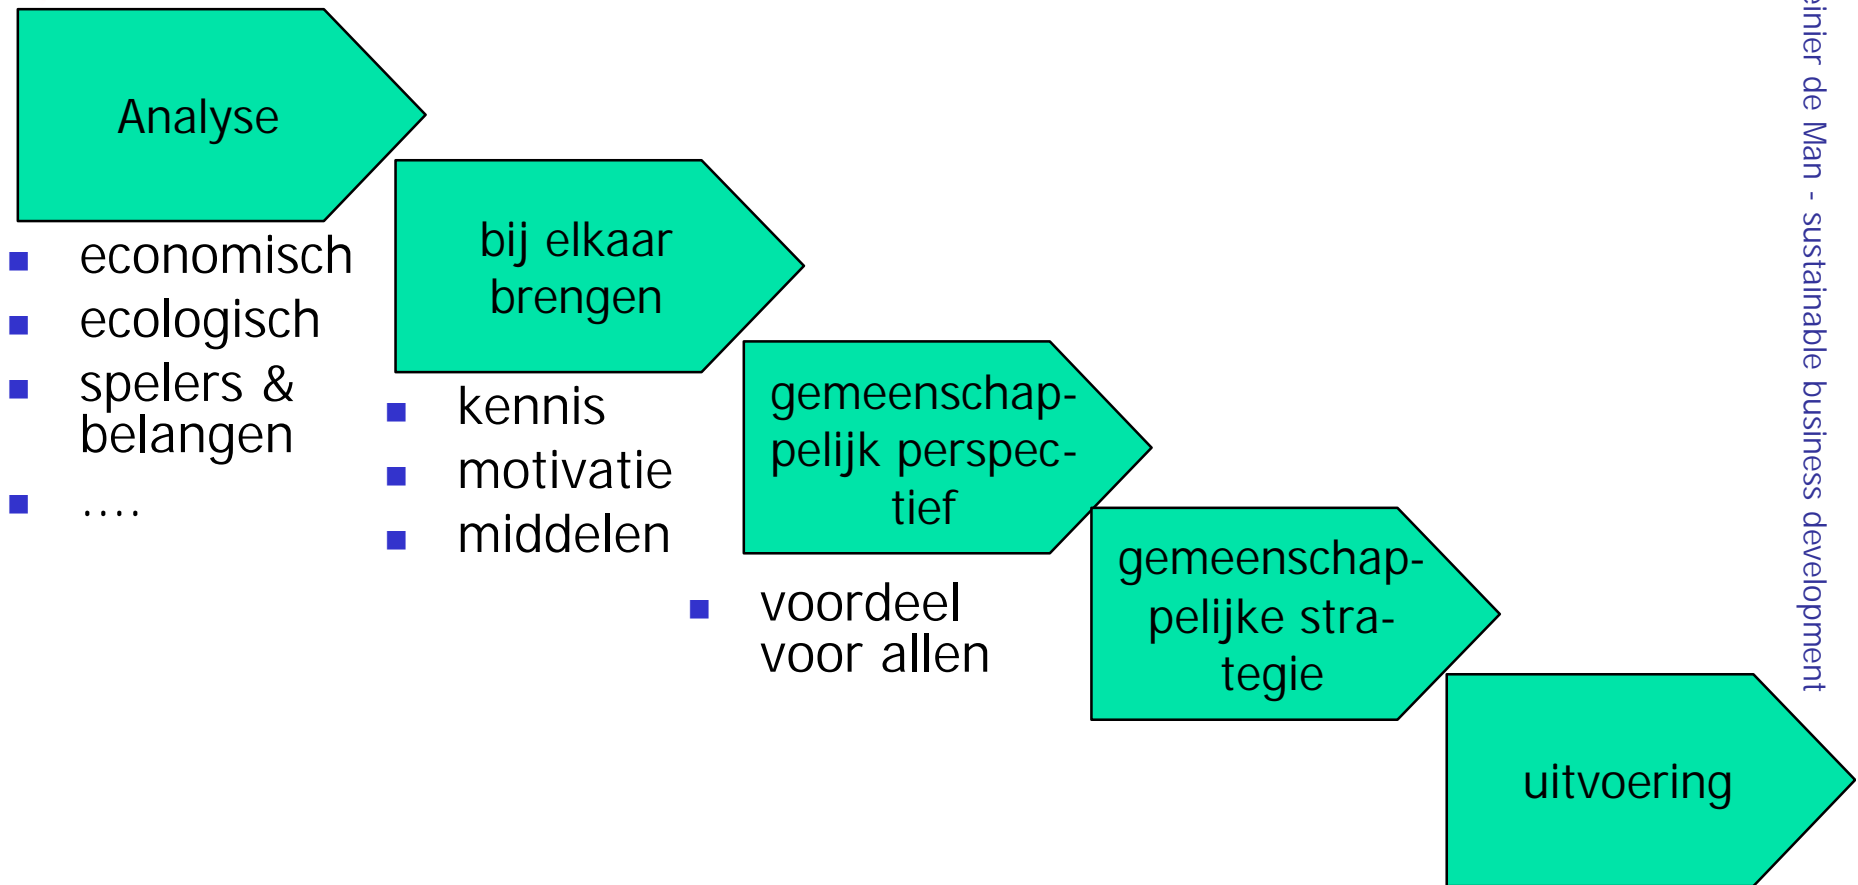 Analyse
economisch
ecologisch
spelers &
belangen
....
bij elkaar
brengen
kennis
motivatie
middelen
gemeenschap-
pelijk perspec-
tief
voordeel
voor allen
gemeenschap-
pelijke stra-
tegie
uitvoering
einier de Man - sustainable business development